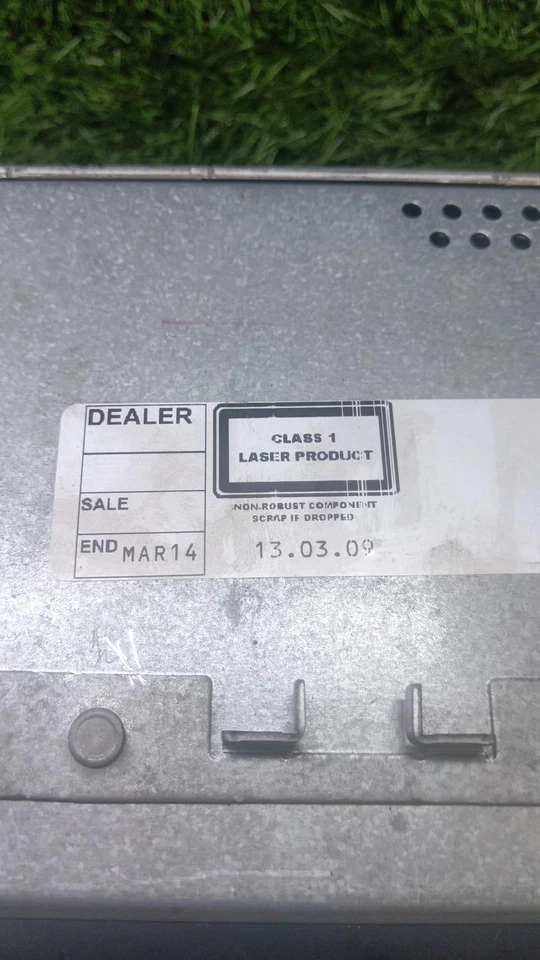 DEALER
CLASS 1
LASER PRODUCT
SALE
NON-ROBUST COMPONENT
SCRAP IF DROPPED
END MAR14
13.03.09